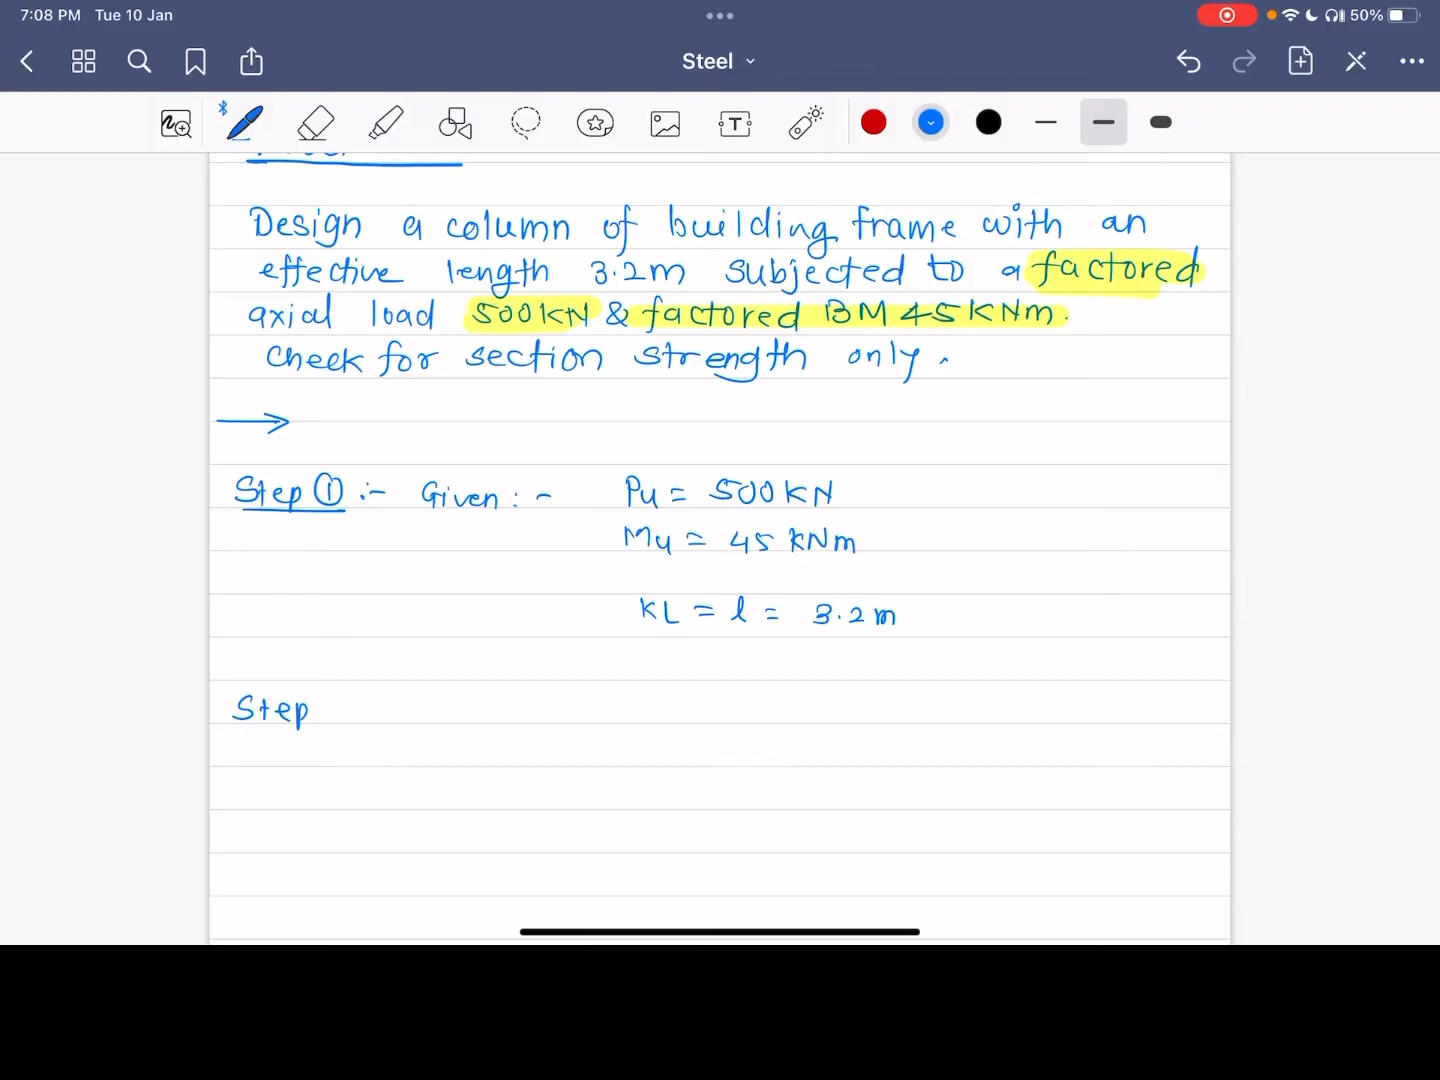 7:08 PM Tue 10 Jan
50%
Steel
T
Design a column of building frame with an
effective length 3.2m subjected to a factored
axial load 500KN & factored BM 45KNm.
Check for section strength only.
Step ① :- Given :- Pu = 500KN
Mu = 45 KNm
KL = l = 3.2m
Step